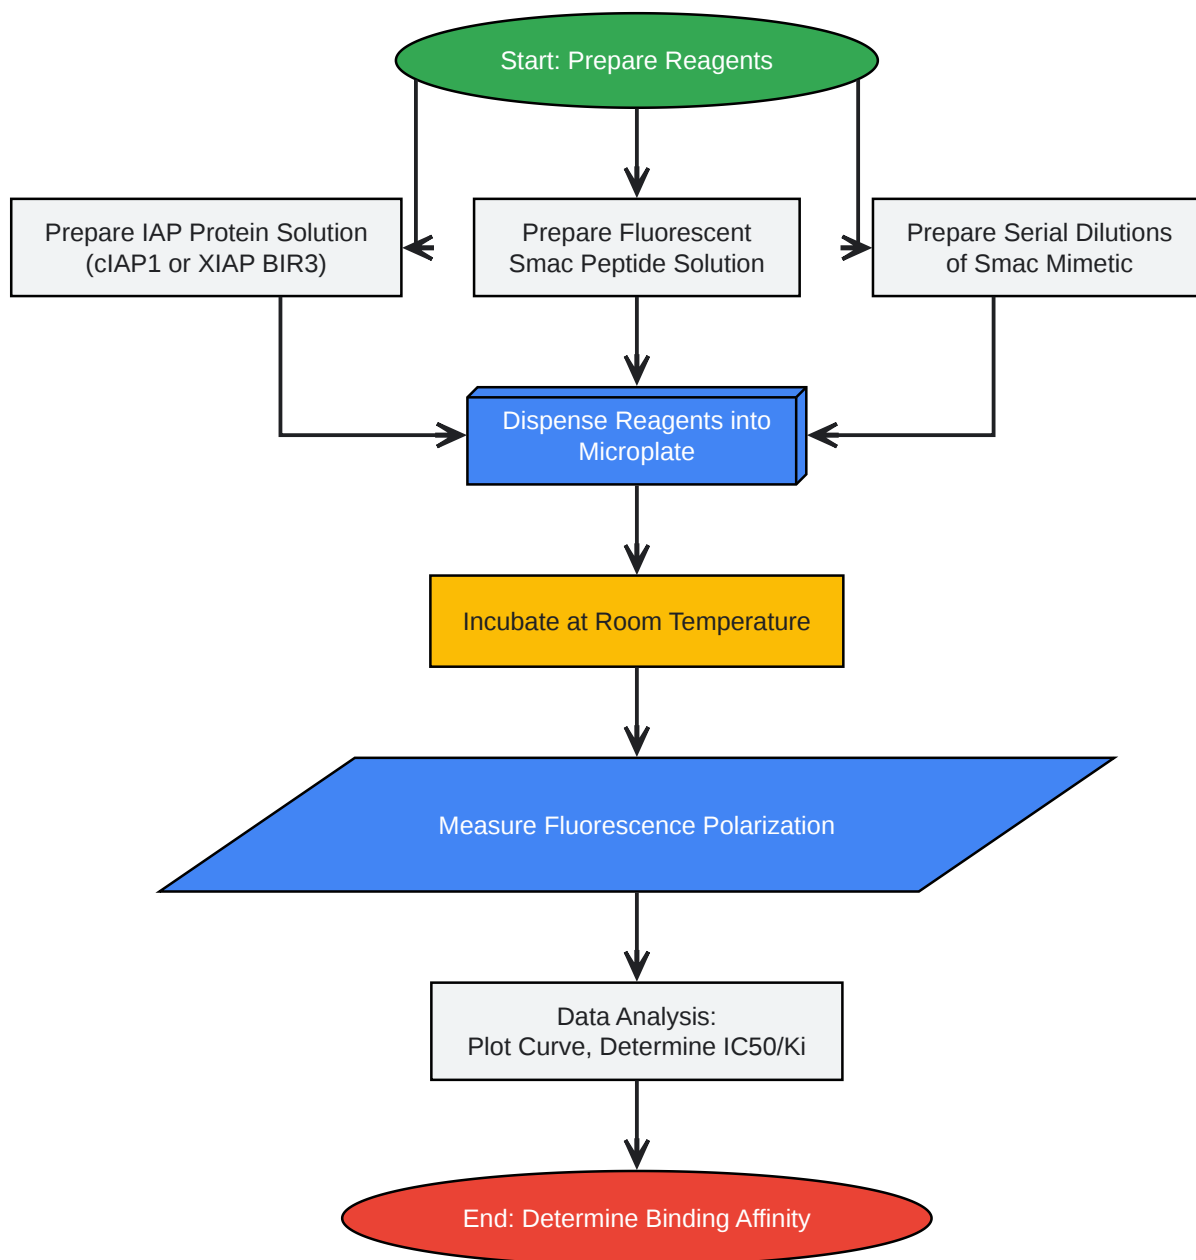 Start: Prepare Reagents
Prepare IAP Protein Solution
(cIAP1 or XIAP BIR3)
Prepare Fluorescent
Smac Peptide Solution
Prepare Serial Dilutions
of Smac Mimetic
Dispense Reagents into
Microplate
Incubate at Room Temperature
Measure Fluorescence Polarization
Data Analysis:
Plot Curve, Determine IC50/Ki
End: Determine Binding Affinity